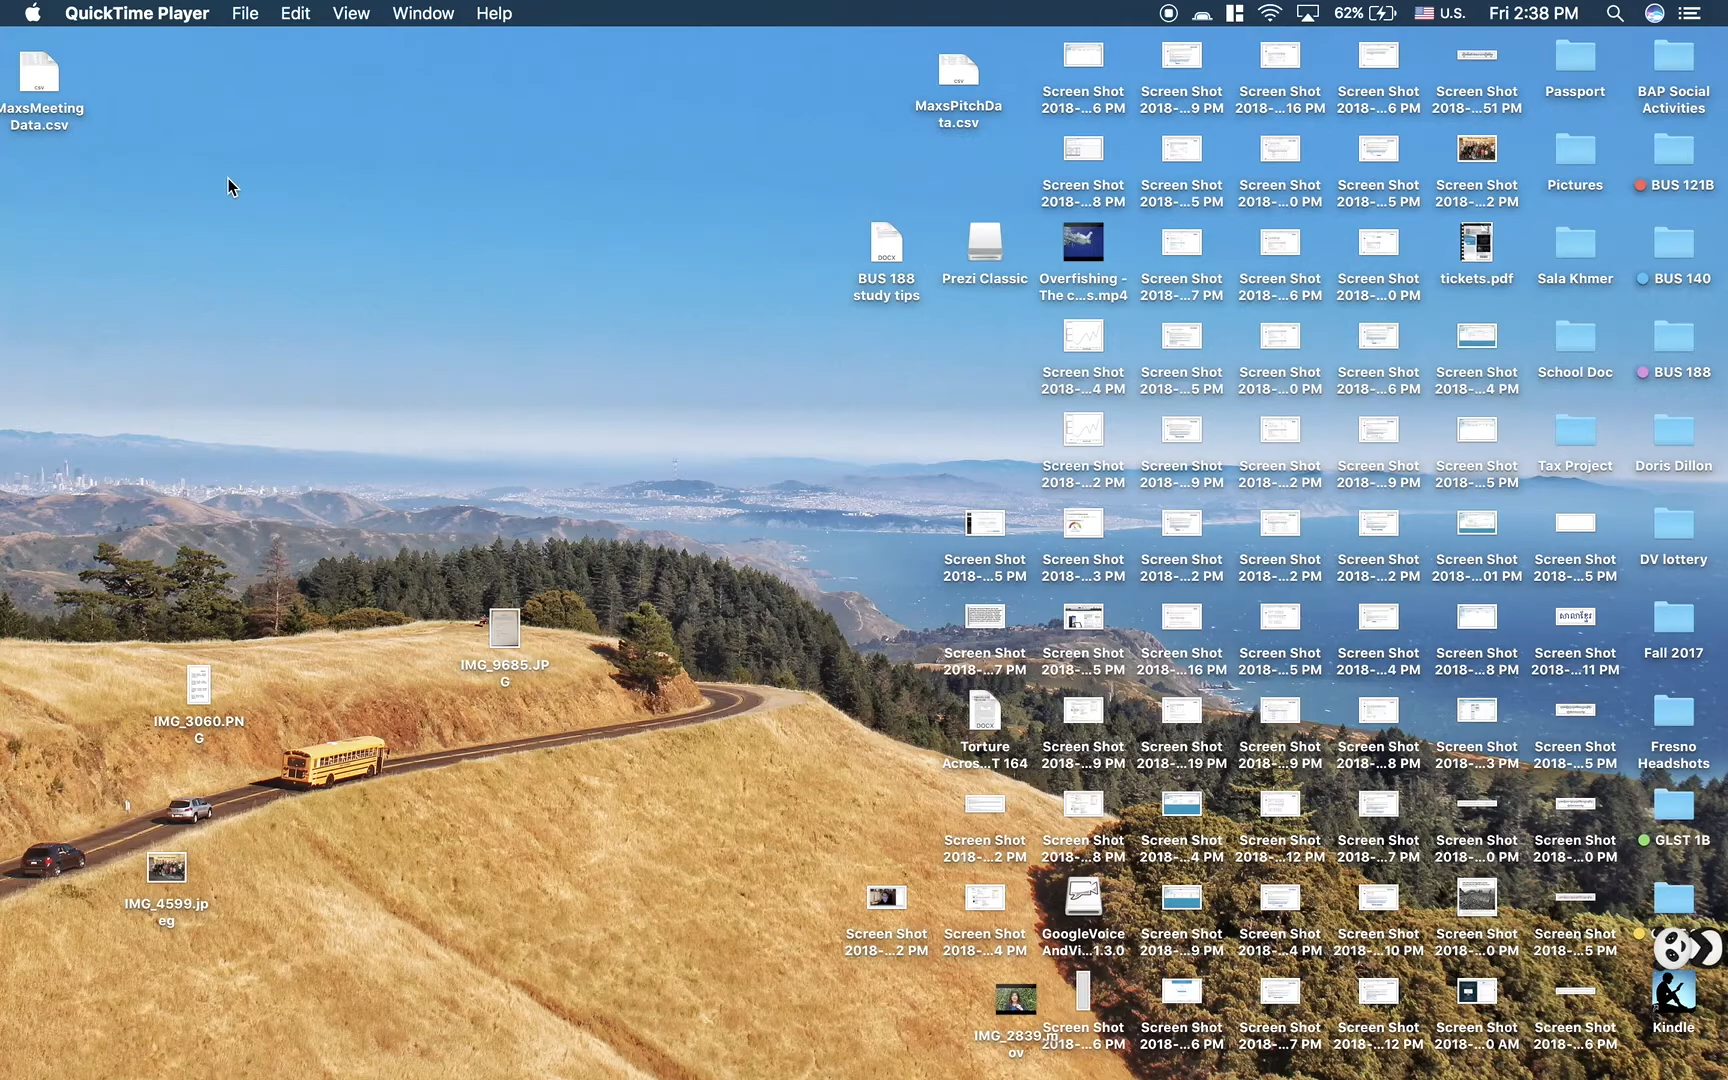 QuickTime Player File Edit View Window Help 62% U.S. Fri 2:38 PM
MaxsMeeting
Data.csv
MaxsPitchDa
ta.csv
Screen Shot
2018-...6 PM
Screen Shot
2018-...9 PM
Screen Shot
2018-...16 PM
Screen Shot
2018-...6 PM
Screen Shot
2018-...51 PM
Passport
BAP Social
Activities
Screen Shot
2018-...8 PM
Screen Shot
2018-...5 PM
Screen Shot
2018-...0 PM
Screen Shot
2018-...5 PM
Screen Shot
2018-...2 PM
Pictures
BUS 121B
DOCX
BUS 188
study tips
Prezi Classic
Overfishing -
The c...s.mp4
Screen Shot
2018-...7 PM
Screen Shot
2018-...6 PM
Screen Shot
2018-...0 PM
tickets.pdf
Sala Khmer
BUS 140
Screen Shot
2018-...4 PM
Screen Shot
2018-...5 PM
Screen Shot
2018-...0 PM
Screen Shot
2018-...6 PM
Screen Shot
2018-...4 PM
School Doc
BUS 188
Screen Shot
2018-...2 PM
Screen Shot
2018-...9 PM
Screen Shot
2018-...2 PM
Screen Shot
2018-...9 PM
Screen Shot
2018-...5 PM
Tax Project
Doris Dillon
Screen Shot
2018-...5 PM
Screen Shot
2018-...3 PM
Screen Shot
2018-...2 PM
Screen Shot
2018-...2 PM
Screen Shot
2018-...2 PM
Screen Shot
2018-...01 PM
Screen Shot
2018-...5 PM
DV lottery
Screen Shot
2018-...7 PM
Screen Shot
2018-...5 PM
Screen Shot
2018-...16 PM
Screen Shot
2018-...5 PM
Screen Shot
2018-...4 PM
Screen Shot
2018-...8 PM
សាលាខ្មែរ
Screen Shot
2018-...11 PM
Fall 2017
IMG_9685.JP
G
IMG_3060.PN
G
DOCX
Torture
Acros...T 164
Screen Shot
2018-...9 PM
Screen Shot
2018-...19 PM
Screen Shot
2018-...9 PM
Screen Shot
2018-...8 PM
Screen Shot
2018-...3 PM
Screen Shot
2018-...5 PM
Fresno
Headshots
Screen Shot
2018-...2 PM
Screen Shot
2018-...8 PM
Screen Shot
2018-...4 PM
Screen Shot
2018-...12 PM
Screen Shot
2018-...7 PM
Screen Shot
2018-...0 PM
Screen Shot
2018-...0 PM
GLST 1B
IMG_4599.jp
eg
Screen Shot
2018-...2 PM
Screen Shot
2018-...4 PM
GoogleVoice
AndVi...1.3.0
Screen Shot
2018-...9 PM
Screen Shot
2018-...4 PM
Screen Shot
2018-...10 PM
Screen Shot
2018-...0 PM
Screen Shot
2018-...5 PM
IMG_2839.m
ov
Screen Shot
2018-...6 PM
Screen Shot
2018-...6 PM
Screen Shot
2018-...7 PM
Screen Shot
2018-...12 PM
Screen Shot
2018-...0 AM
Screen Shot
2018-...6 PM
Kindle